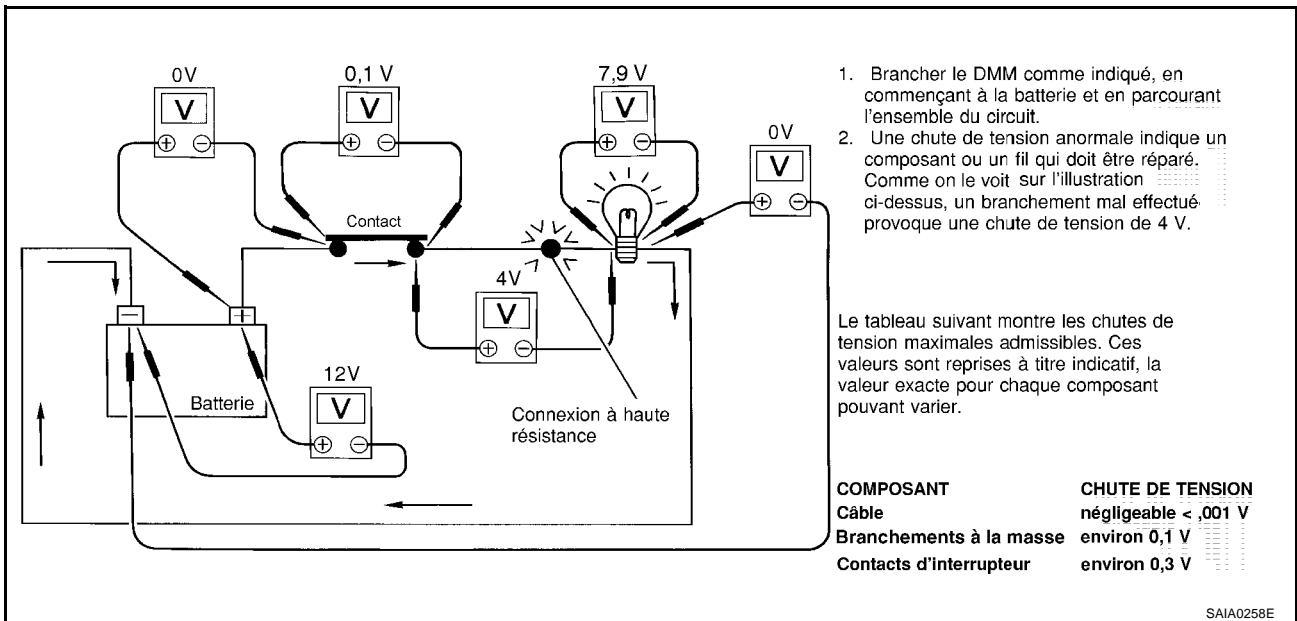 0V
0,1 V
7,9 V
0V
V
+ −
V
+ −
V
+ −
V
+ −
Contact
4V
V
+ −
− +
Batterie
12V
V
+ −
Connexion à haute
résistance
1. Brancher le DMM comme indiqué, en
commençant à la batterie et en parcourant
l'ensemble du circuit.
2. Une chute de tension anormale indique un
composant ou un fil qui doit être réparé.
Comme on le voit sur l'illustration
ci-dessus, un branchement mal effectué
provoque une chute de tension de 4 V.
Le tableau suivant montre les chutes de
tension maximales admissibles. Ces
valeurs sont reprises à titre indicatif, la
valeur exacte pour chaque composant
pouvant varier.
COMPOSANT CHUTE DE TENSION
Câble négligeable < ,001 V
Branchements à la masse environ 0,1 V
Contacts d'interrupteur environ 0,3 V
SAIA0258E